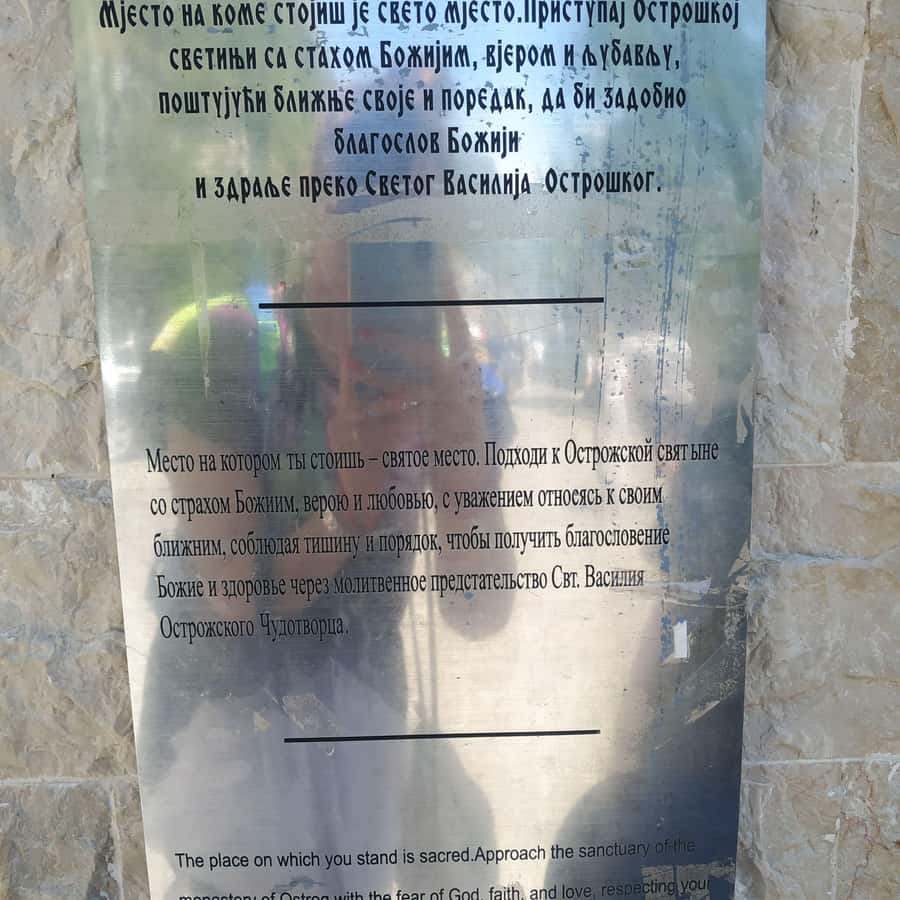 Мјесто на коме стојиш је свето мјесто.Приступај Острошкој
светињи са стахом Божијим, вјером и љубављу,
поштујући ближње своје и поредак, да би задобио
благослов Божији
и здраље преко Светог Василија Острошког.
Место на котором ты стоишь – святое место. Подходи к Острожской свят ыне
со страхом Божиим, верою и любовью, с уважением относясь к своим
ближним, соблюдая тишину и порядок, чтобы получить благословение
Божие и здоровье через молитвенное предстательство Свт. Василия
Острожского Чудотворца.
The place on which you stand is sacred.Approach the sanctuary of the
monastery of Ostrog with the fear of God, faith, and love, respecting your